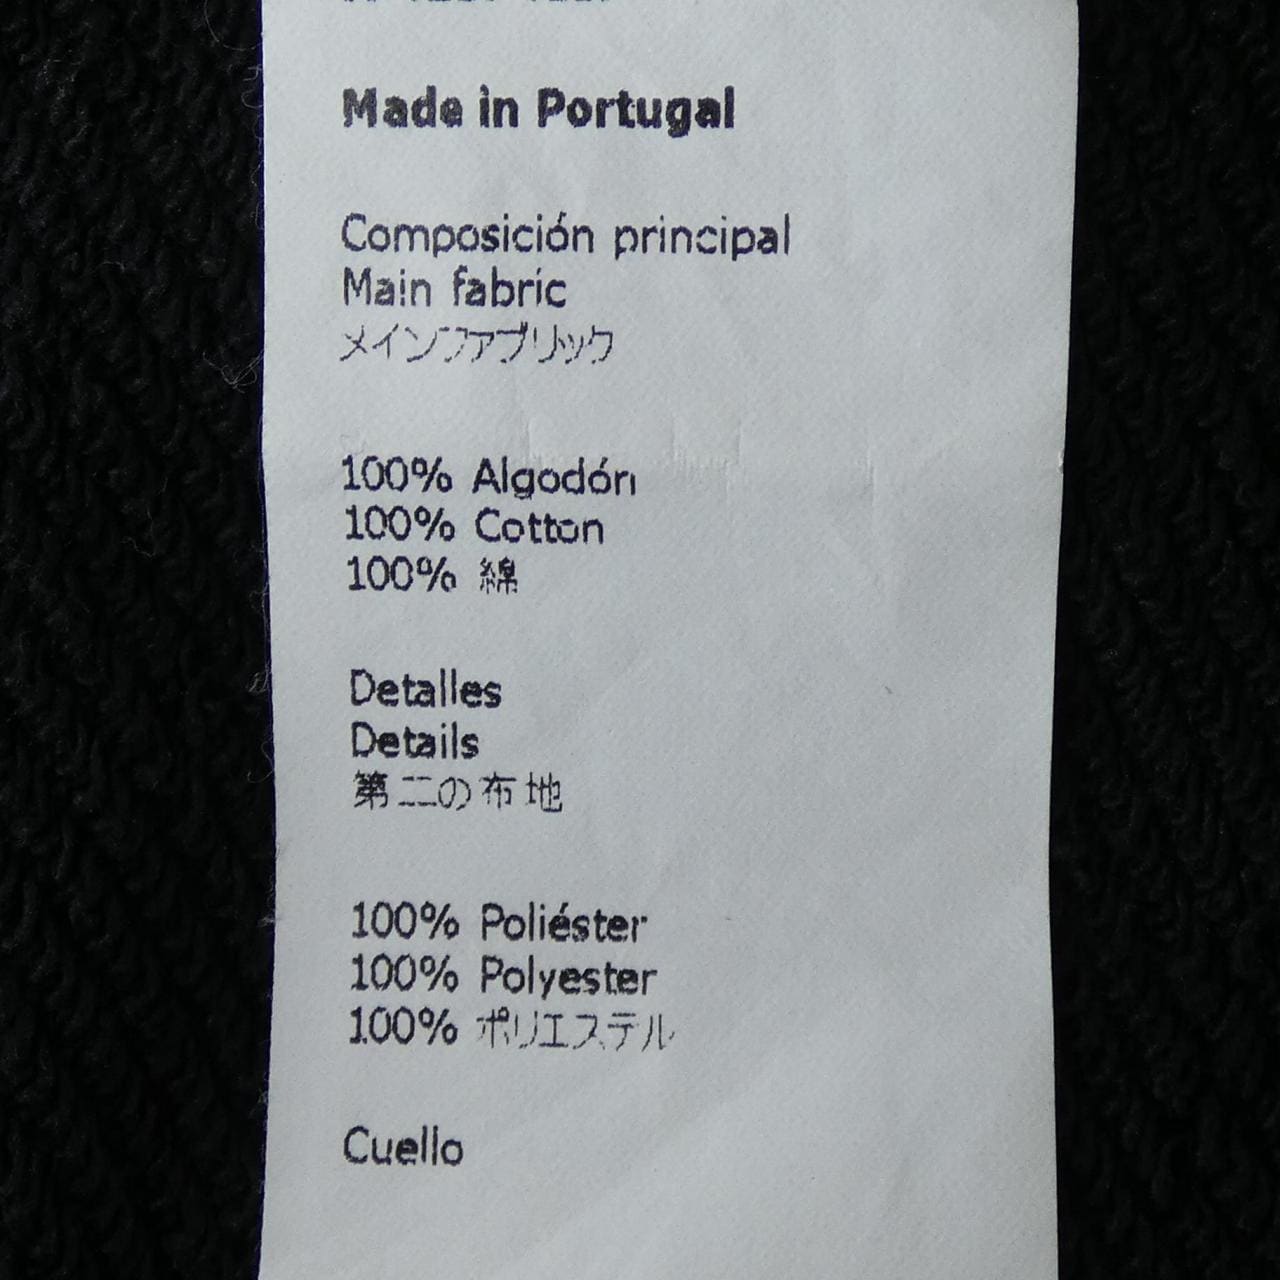 Made in Portugal
Composición principal
Main fabric
メインファブリック
100% Algodón
100% Cotton
100% 綿
Detalles
Details
第二の布地
100% Poliéster
100% Polyester
100% ポリエステル
Cuello